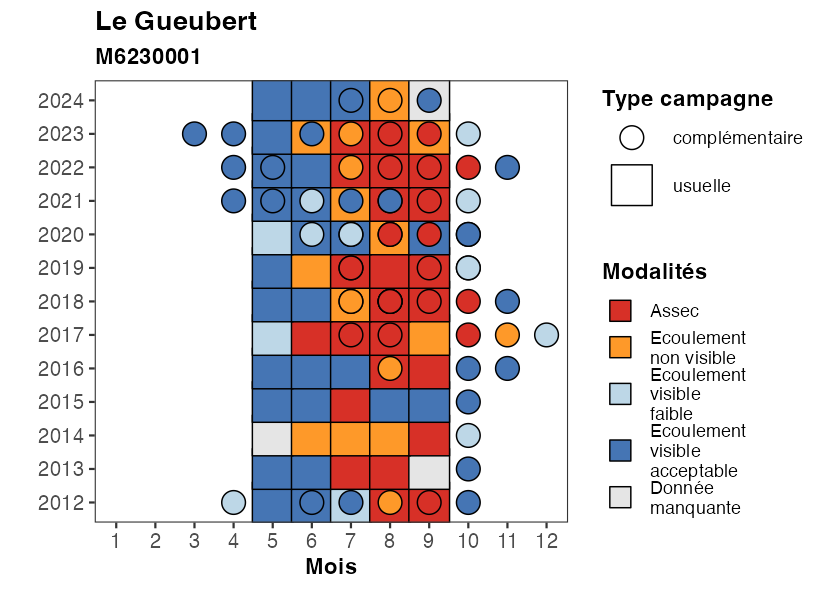 Le Gueubert
M6230001
2024
2023
2022
2021
2020
2019
2018
2017
2016
2015
2014
2013
2012
1 2 3 4 5 6 7 8 9 10 11 12
Mois
Type campagne
complémentaire
usuelle
Modalités
Assec
Ecoulement
non visible
Ecoulement
visible
faible
Ecoulement
visible
acceptable
Donnée
manquante